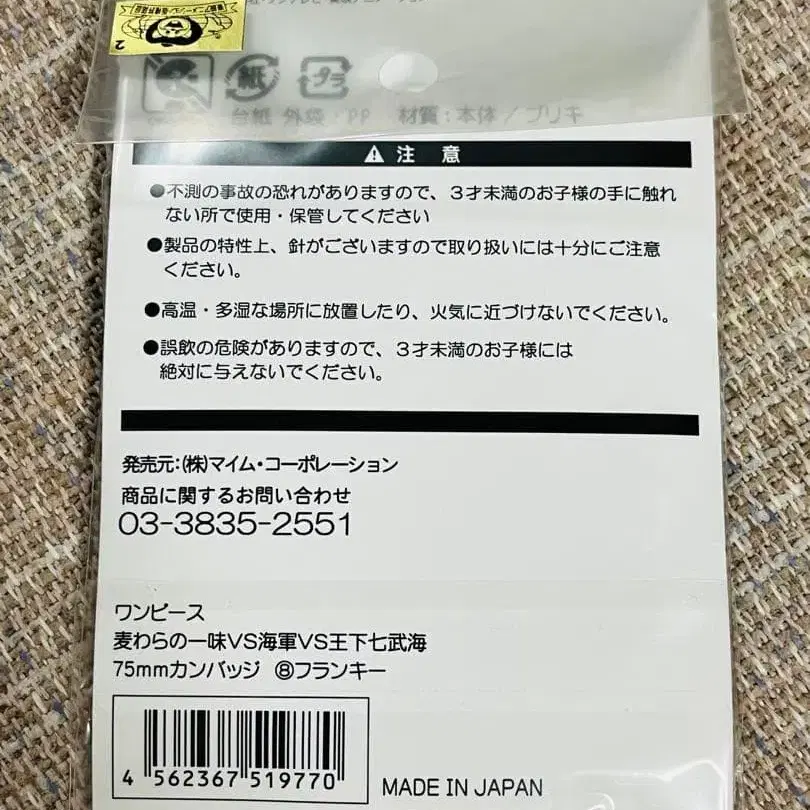 2
紙 プラ
台紙 外袋・PP 材質:本体/ブリキ
注 意
●不測の事故の恐れがありますので、3才未満のお子様の手に触れ
ない所で使用・保管してください
●製品の特性上、針がございますので取り扱いには十分にご注意
ください。
●高温・多湿な場所に放置したり、火気に近づけないでください。
●誤飲の危険がありますので、3才未満のお子様には
絶対に与えないでください。
発売元:(株)マイム・コーポレーション
商品に関するお問い合わせ
03-3835-2551
ワンピース
麦わらの一味VS海軍VS王下七武海
75mmカンバッジ ⑧フランキー
4 562367 519770
MADE IN JAPAN